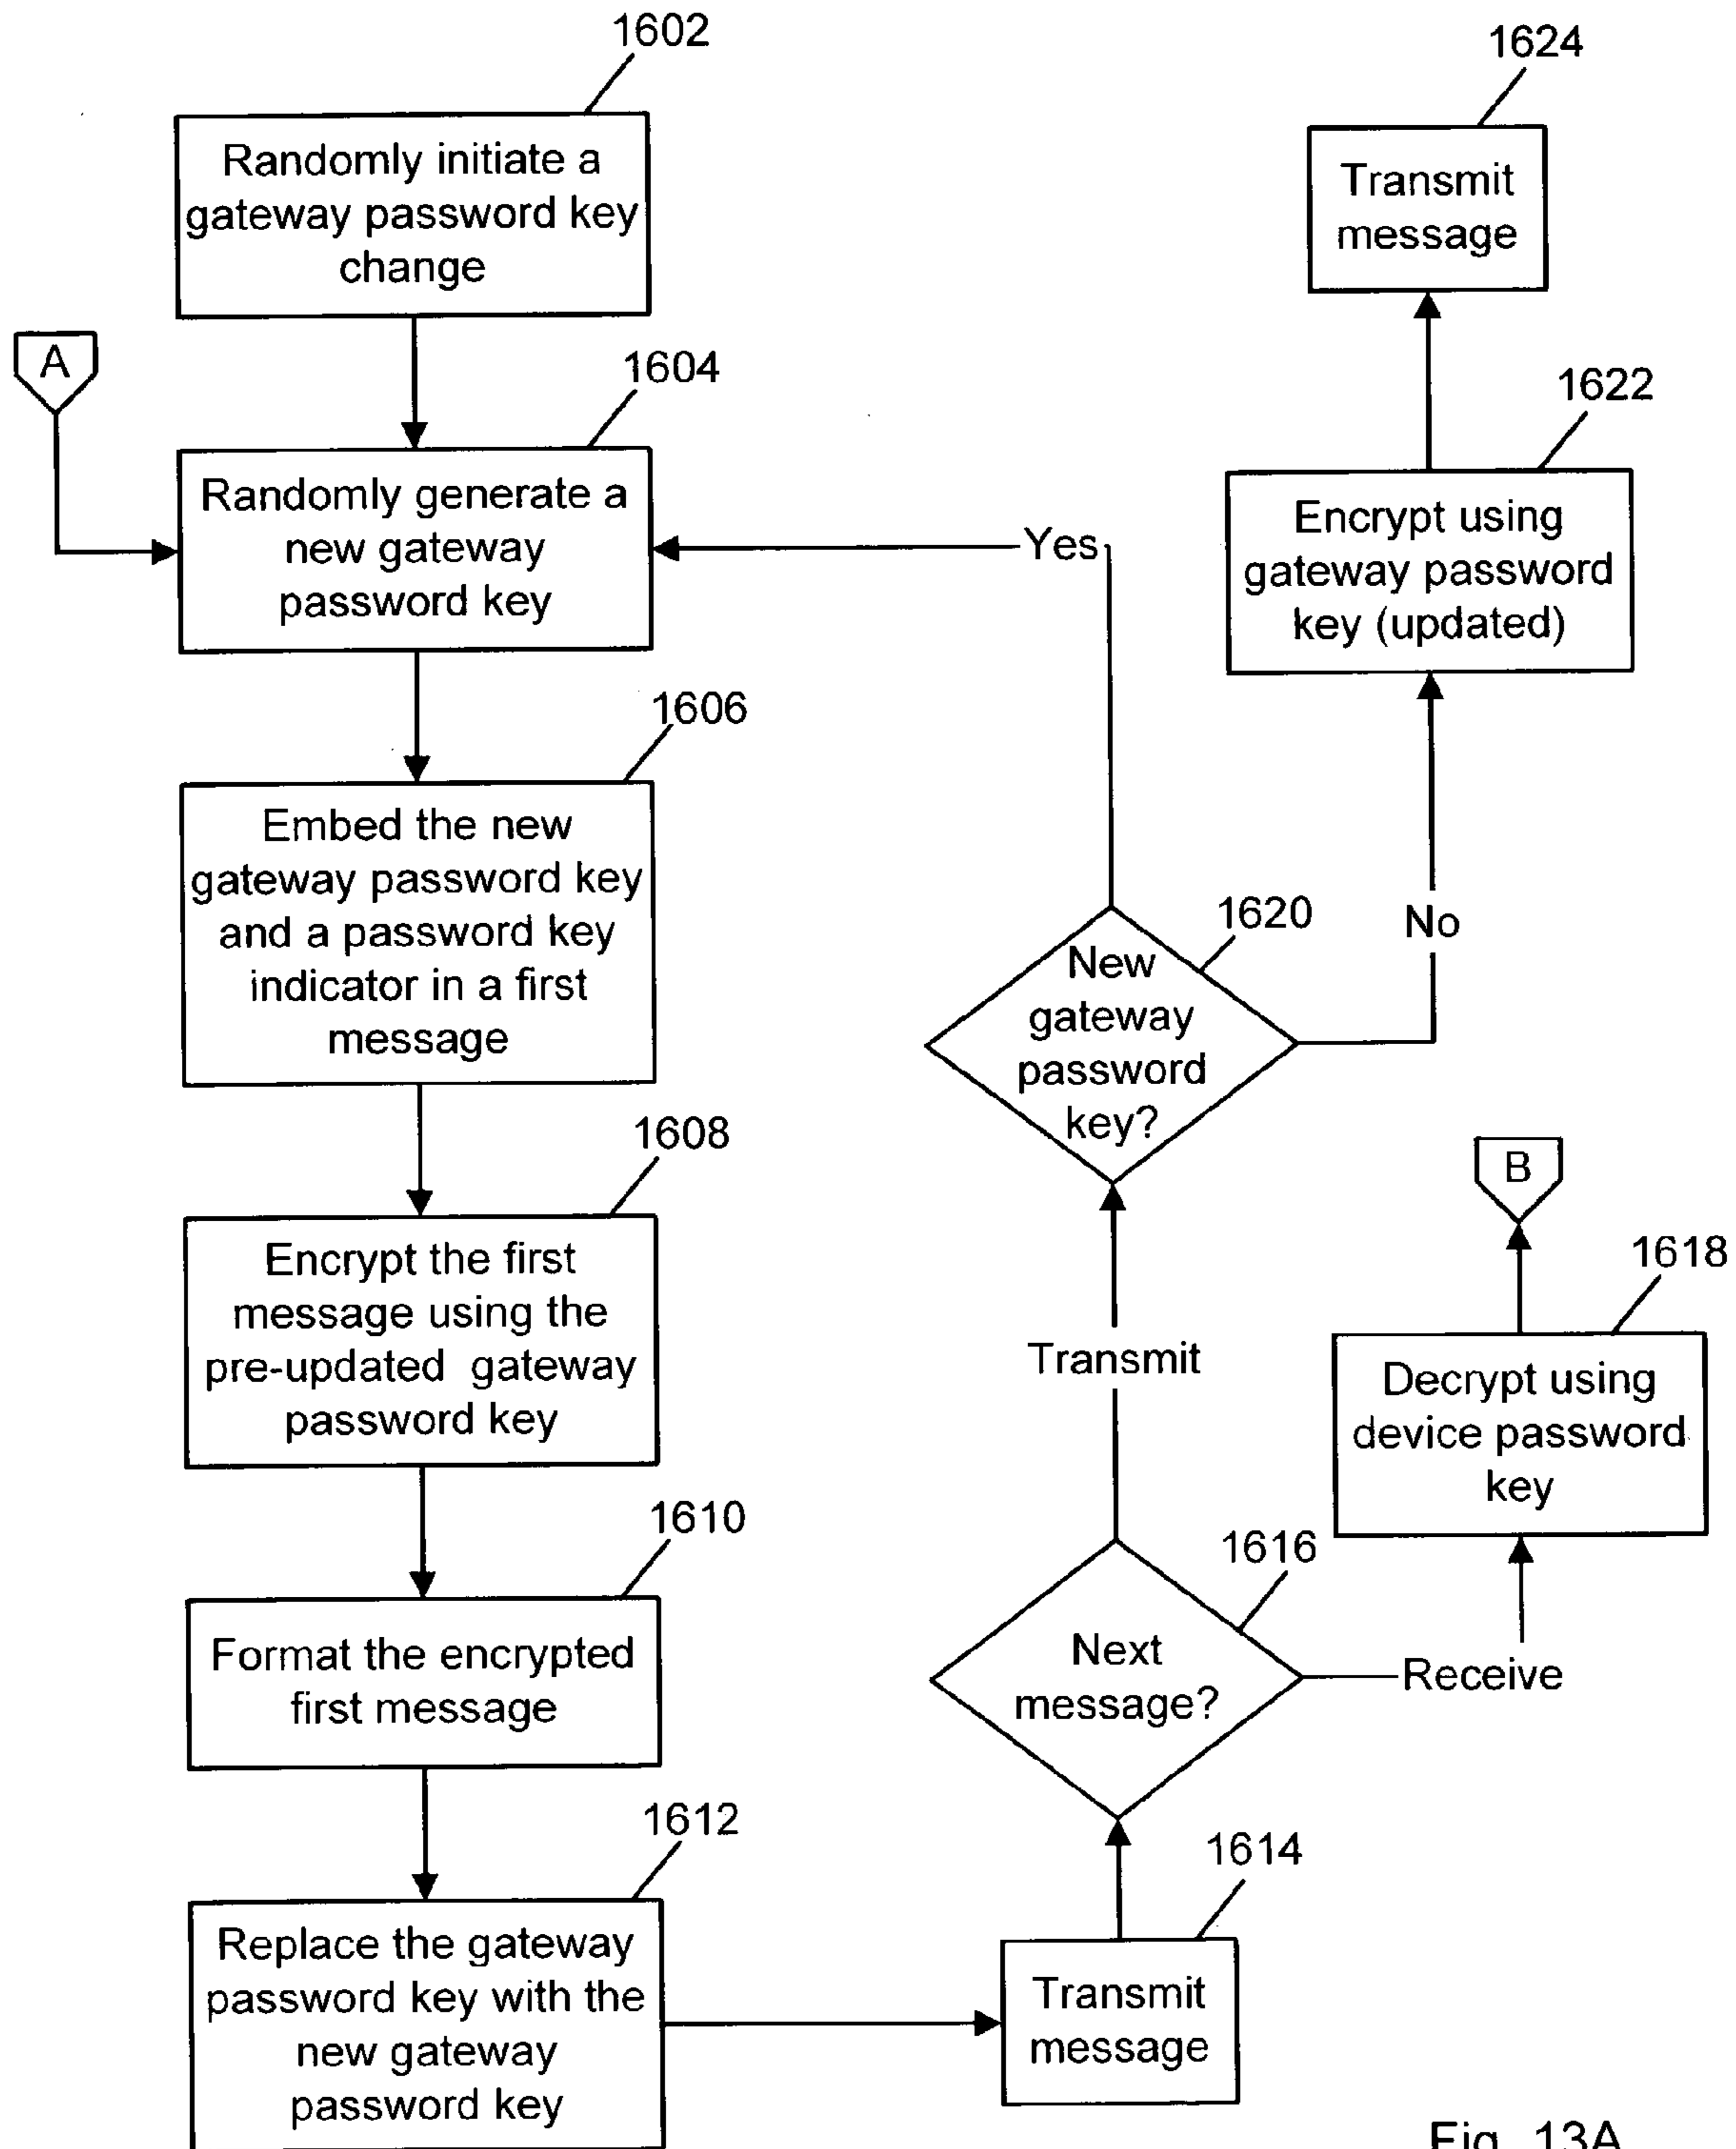 1602
Randomly initiate a
gateway password key
change
A
1604
Randomly generate a
new gateway
password key
1606
Embed the new
gateway password key
and a password key
indicator in a first
message
1608
Encrypt the first
message using the
pre-updated gateway
password key
1610
Format the encrypted
first message
1612
Replace the gateway
password key with the
new gateway
password key
1614
Transmit
message
1616
Next
message?
Receive
1618
Decrypt using
device password
key
B
Transmit
1620
New
gateway
password
key?
Yes
No
1622
Encrypt using
gateway password
key (updated)
1624
Transmit
message
Fig. 13A